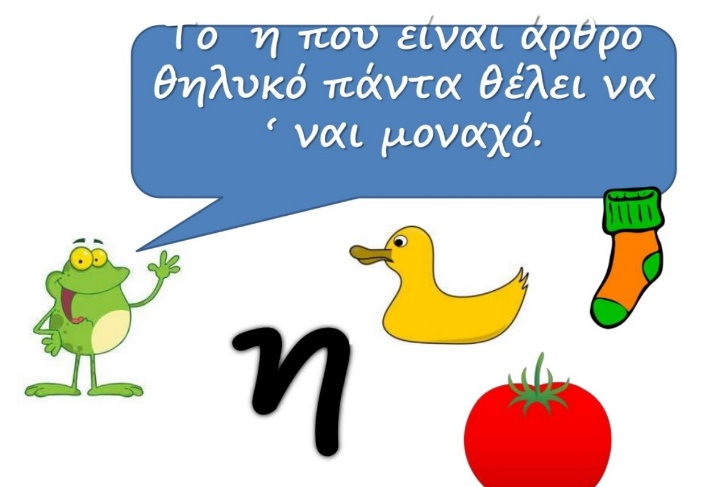 Το η που είναι άρθρο
θηλυκό πάντα θέλει να
‘ ναι μοναχό.
η